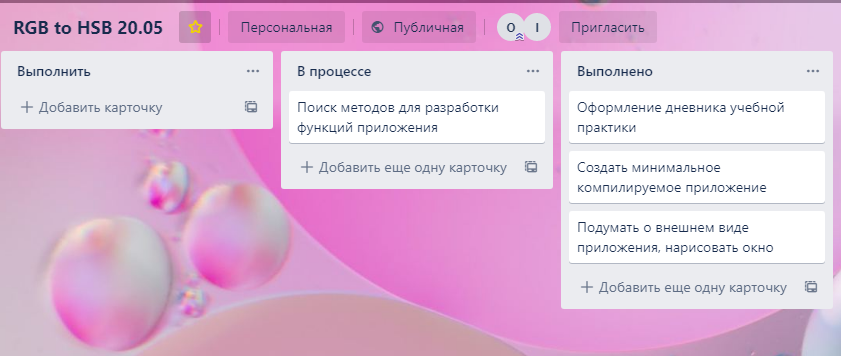 RGB to HSB 20.05 Персональная Публичная О I Пригласить
Выполнить
Добавить карточку
В процессе
Поиск методов для разработки
функций приложения
Добавить еще одну карточку
Выполнено
Оформление дневника учебной
практики
Создать минимальное
компилируемое приложение
Подумать о внешнем виде
приложения, нарисовать окно
Добавить еще одну карточку